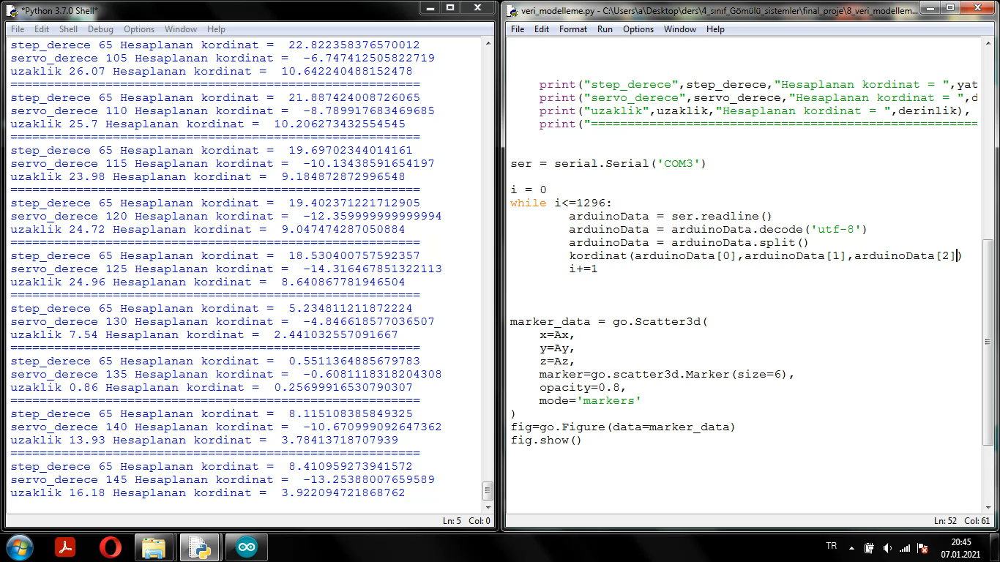 *Python 3.7.0 Shell*
File Edit Shell Debug Options Window Help
step_derece 65 Hesaplanan kordinat =  22.822358376570012
servo_derece 105 Hesaplanan kordinat =  -6.747412505822719
uzaklik 26.07 Hesaplanan kordinat =  10.642240488152478
========================================================
step_derece 65 Hesaplanan kordinat =  21.887424008726065
servo_derece 110 Hesaplanan kordinat =  -8.789917683469685
uzaklik 25.7 Hesaplanan kordinat =  10.206273432554545
========================================================
step_derece 65 Hesaplanan kordinat =  19.69702344014161
servo_derece 115 Hesaplanan kordinat =  -10.13438591654197
uzaklik 23.98 Hesaplanan kordinat =  9.184872872996548
========================================================
step_derece 65 Hesaplanan kordinat =  19.402371221712905
servo_derece 120 Hesaplanan kordinat =  -12.359999999999994
uzaklik 24.72 Hesaplanan kordinat =  9.047474287050884
========================================================
step_derece 65 Hesaplanan kordinat =  18.530400757592357
servo_derece 125 Hesaplanan kordinat =  -14.316467851322113
uzaklik 24.96 Hesaplanan kordinat =  8.640867781946504
========================================================
step_derece 65 Hesaplanan kordinat =  5.234811211872224
servo_derece 130 Hesaplanan kordinat =  -4.846618577036507
uzaklik 7.54 Hesaplanan kordinat =  2.441032557091667
========================================================
step_derece 65 Hesaplanan kordinat =  0.5511364885679783
servo_derece 135 Hesaplanan kordinat =  -0.6081118318204308
uzaklik 0.86 Hesaplanan kordinat =  0.25699916530790307
========================================================
step_derece 65 Hesaplanan kordinat =  8.115108385849325
servo_derece 140 Hesaplanan kordinat =  -10.670999092647362
uzaklik 13.93 Hesaplanan kordinat =  3.78413718707939
========================================================
step_derece 65 Hesaplanan kordinat =  8.410959273941572
servo_derece 145 Hesaplanan kordinat =  -13.25388007659589
uzaklik 16.18 Hesaplanan kordinat =  3.922094721868762
Ln: 5 Col: 0
veri_modelleme.py - C:\Users\a\Desktop\ders\4_sınıf_Gömülü_sistemler\final_proje\8_veri_modellem...
File Edit Format Run Options Window Help
print("step_derece",step_derece,"Hesaplanan kordinat = ",yat
print("servo_derece",servo_derece,"Hesaplanan kordinat = ",d
print("uzaklik",uzaklik,"Hesaplanan kordinat = ",derinlik),
print("=====================================================
ser = serial.Serial('COM3')
i = 0
while i<=1296:
arduinoData = ser.readline()
arduinoData = arduinoData.decode('utf-8')
arduinoData = arduinoData.split()
kordinat(arduinoData[0],arduinoData[1],arduinoData[2])
i+=1
marker_data = go.Scatter3d(
x=Ax,
y=Ay,
z=Az,
marker=go.scatter3d.Marker(size=6),
opacity=0.8,
mode='markers'
)
fig=go.Figure(data=marker_data)
fig.show()
Ln: 52 Col: 61
TR
20:45
07.01.2021